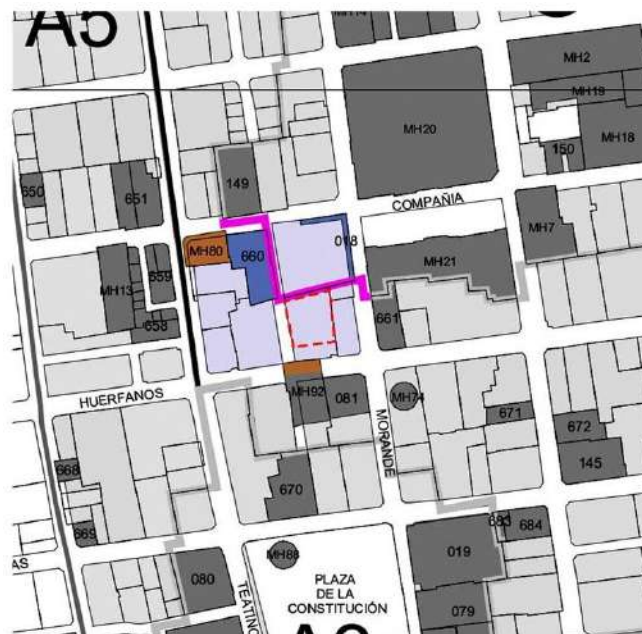 A5
MH2
MH19
MH20
MH18
150
149
650
651
COMPAÑIA
MH7
018
MH80
660
MH21
MH13
659
658
661
HUERFANOS
MH92
081
MH74
671
672
145
MORANDE
668
670
669
683
684
019
MH88
080
PLAZA
DE LA
CONSTITUCIÓN
TEATINO
079
AS